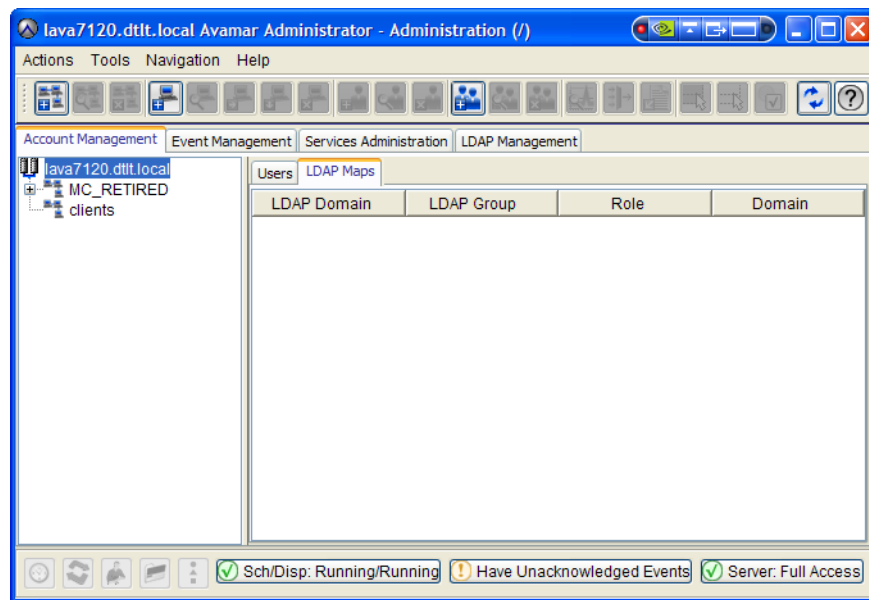 lava7120.dtlt.local Avamar Administrator - Administration (/)
Actions Tools Navigation Help
Account Management Event Management Services Administration LDAP Management
lava7120.dtlt.local
MC_RETIRED
clients
Users LDAP Maps
LDAP Domain LDAP Group Role Domain
Sch/Disp: Running/Running Have Unacknowledged Events Server: Full Access